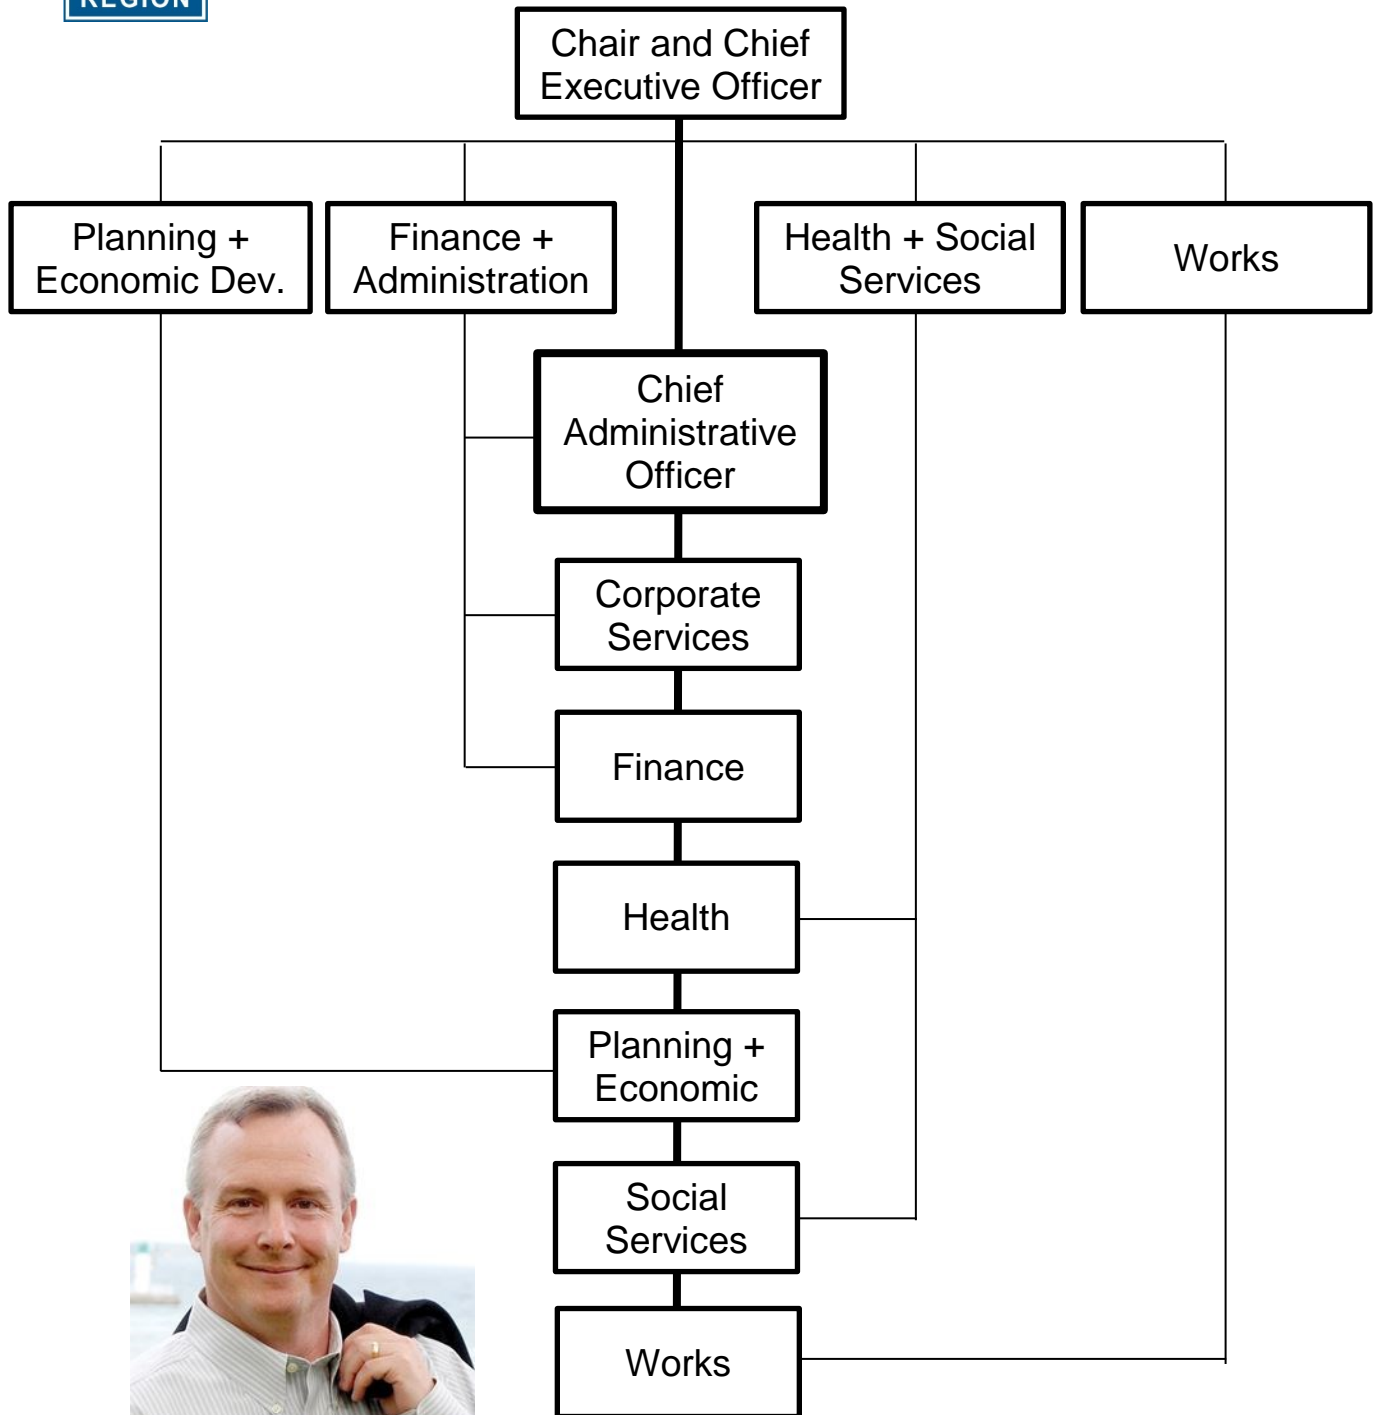 REGION
Chair and Chief
Executive Officer
Planning +
Economic Dev.
Finance +
Administration
Health + Social
Services
Works
Chief
Administrative
Officer
Corporate
Services
Finance
Health
Planning +
Economic
Social
Services
Works